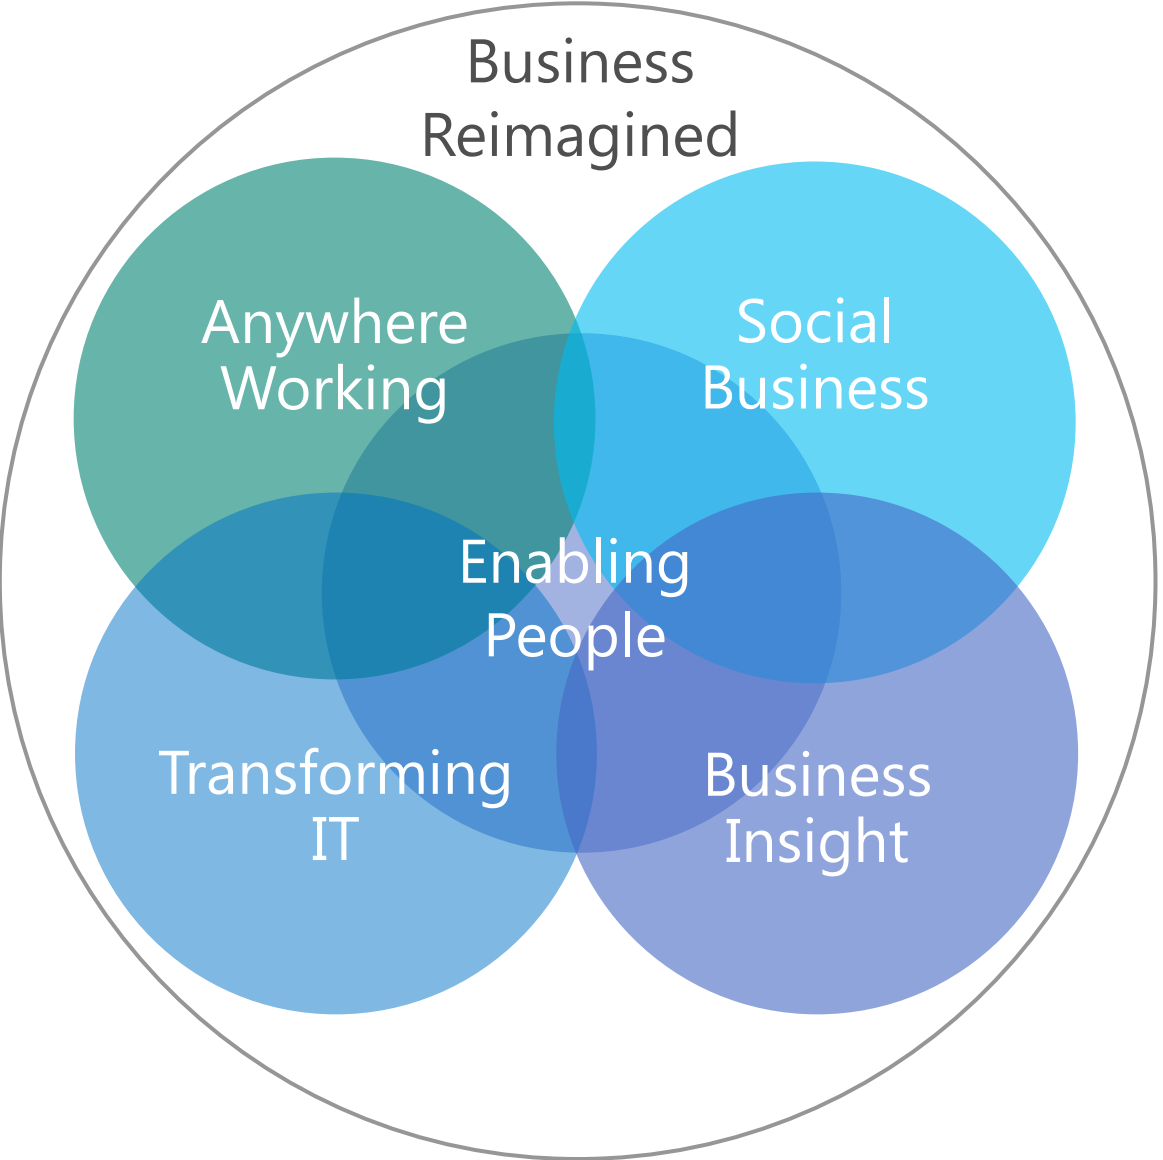 Business
Reimagined
Anywhere
Working
Social
Business
Enabling
People
Transforming
IT
Business
Insight